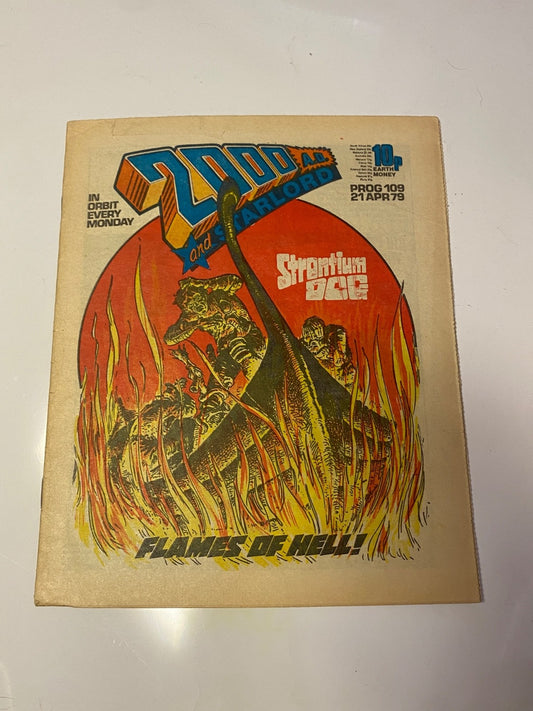 IN
ORBIT
EVERY
MONDAY
2000 A.D.
and STARLORD
10p
EARTH
MONEY
PROG 109
21 APR 79
Strontium
DOG
FLAMES OF HELL!